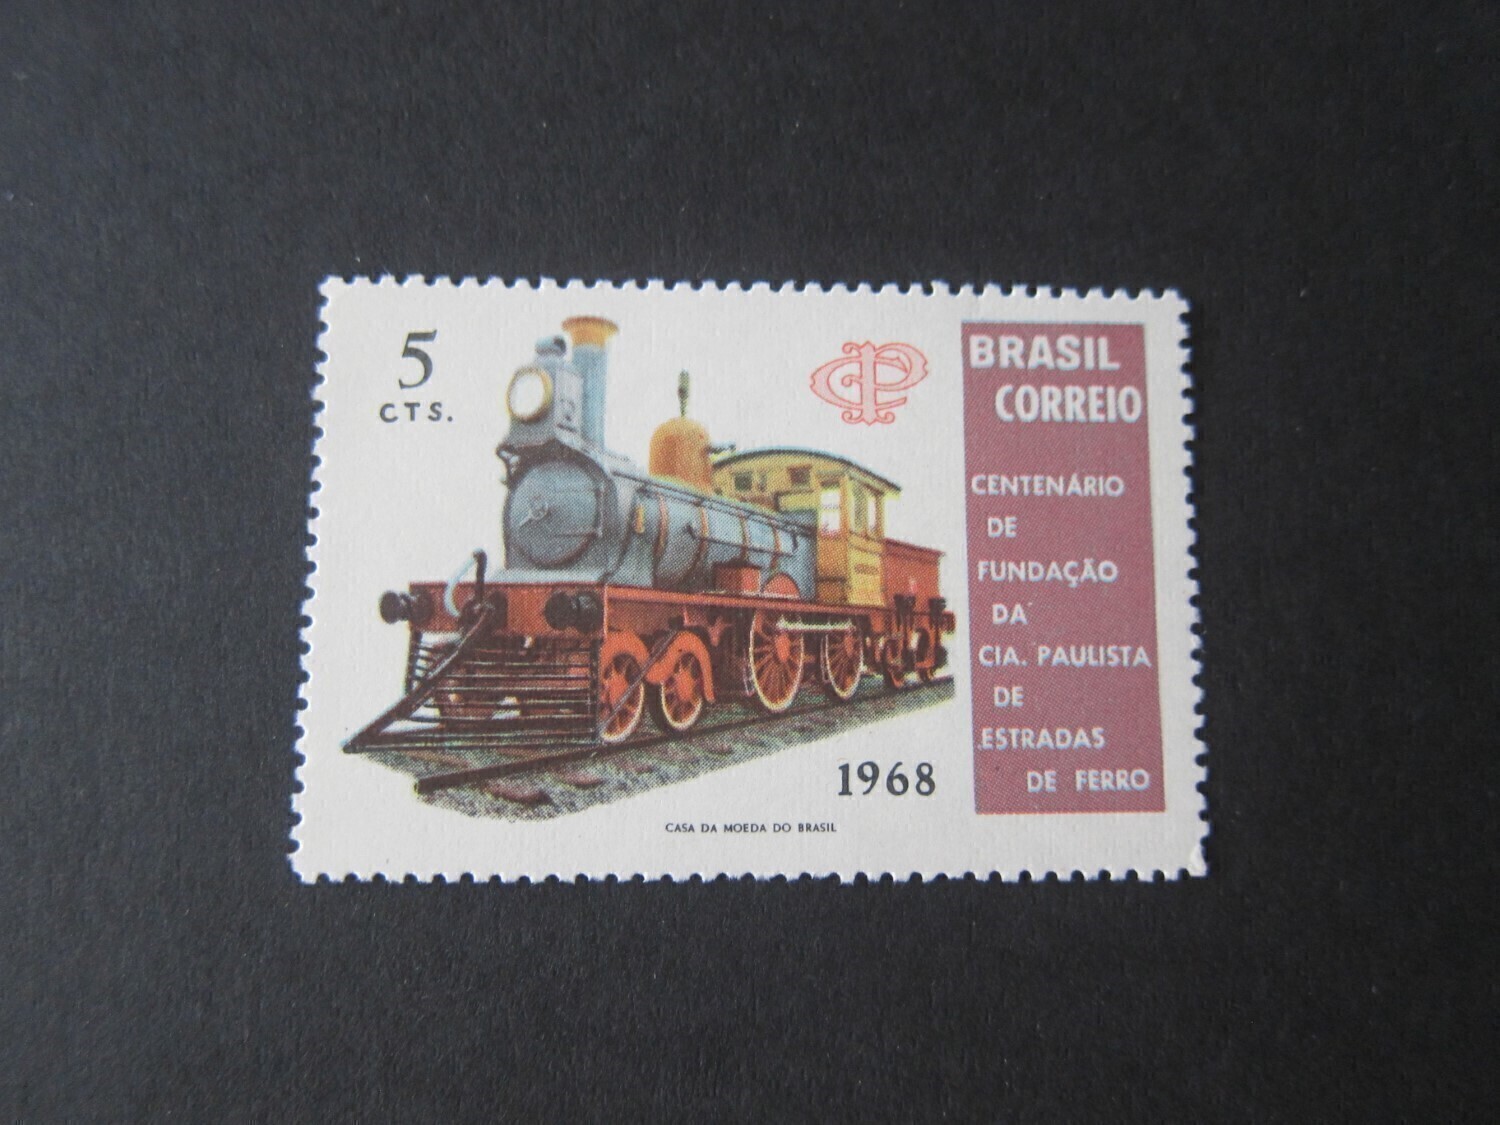 5
CTS.
CP
BRASIL
CORREIO
CENTENÁRIO
DE
FUNDAÇÃO
DA
CIA. PAULISTA
DE
ESTRADAS
DE FERRO
1968
CASA DA MOEDA DO BRASIL